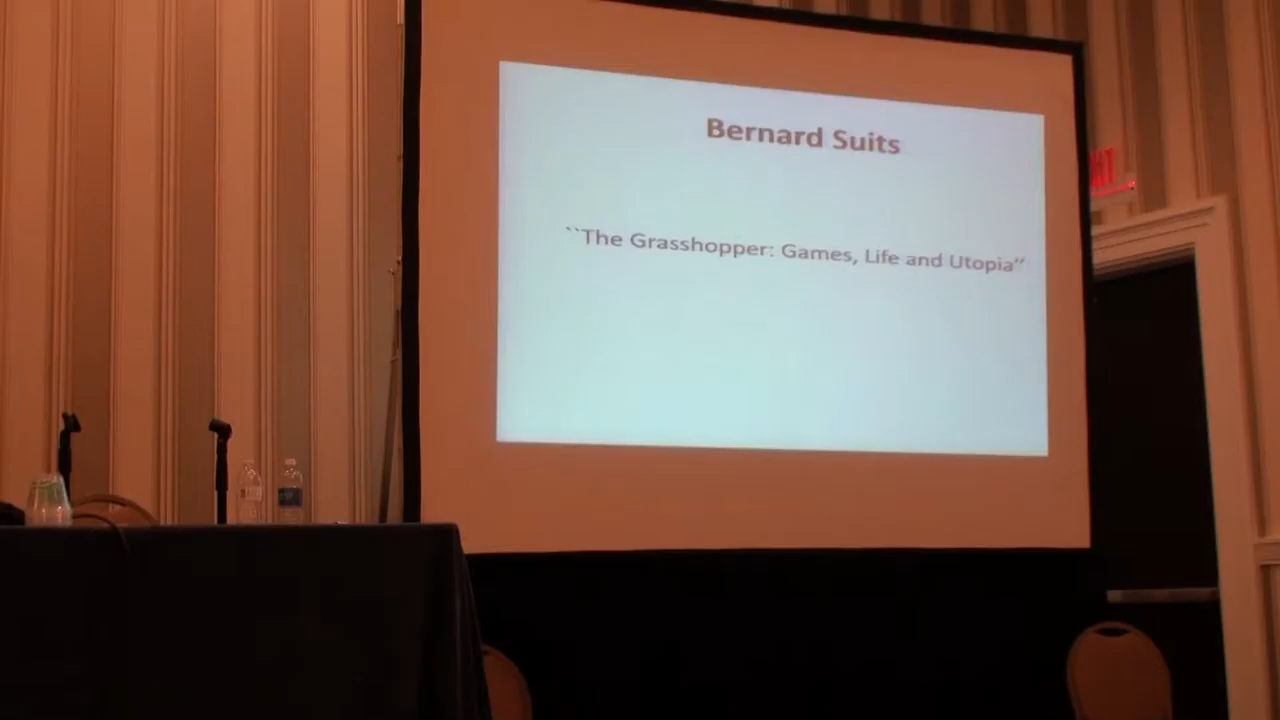 Bernard Suits
``The Grasshopper: Games, Life and Utopia’’